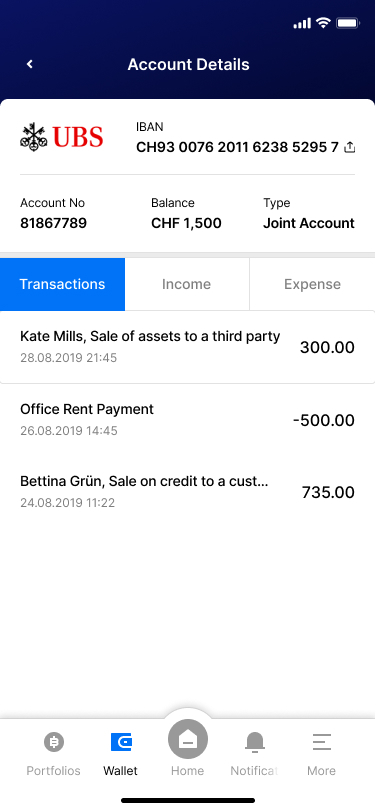 Account Details
UBS
IBAN
CH93 0076 2011 6238 5295 7
Account No
Balance
Type
81867789
CHF 1,500
Joint Account
Transactions
Income
Expense
Kate Mills, Sale of assets to a third party
300.00
28.08.2019 21:45
Office Rent Payment
-500.00
26.08.2019 14:45
Bettina Grün, Sale on credit to a cust...
735.00
24.08.2019 11:22
Portfolios
Wallet
Home
Notificat
More